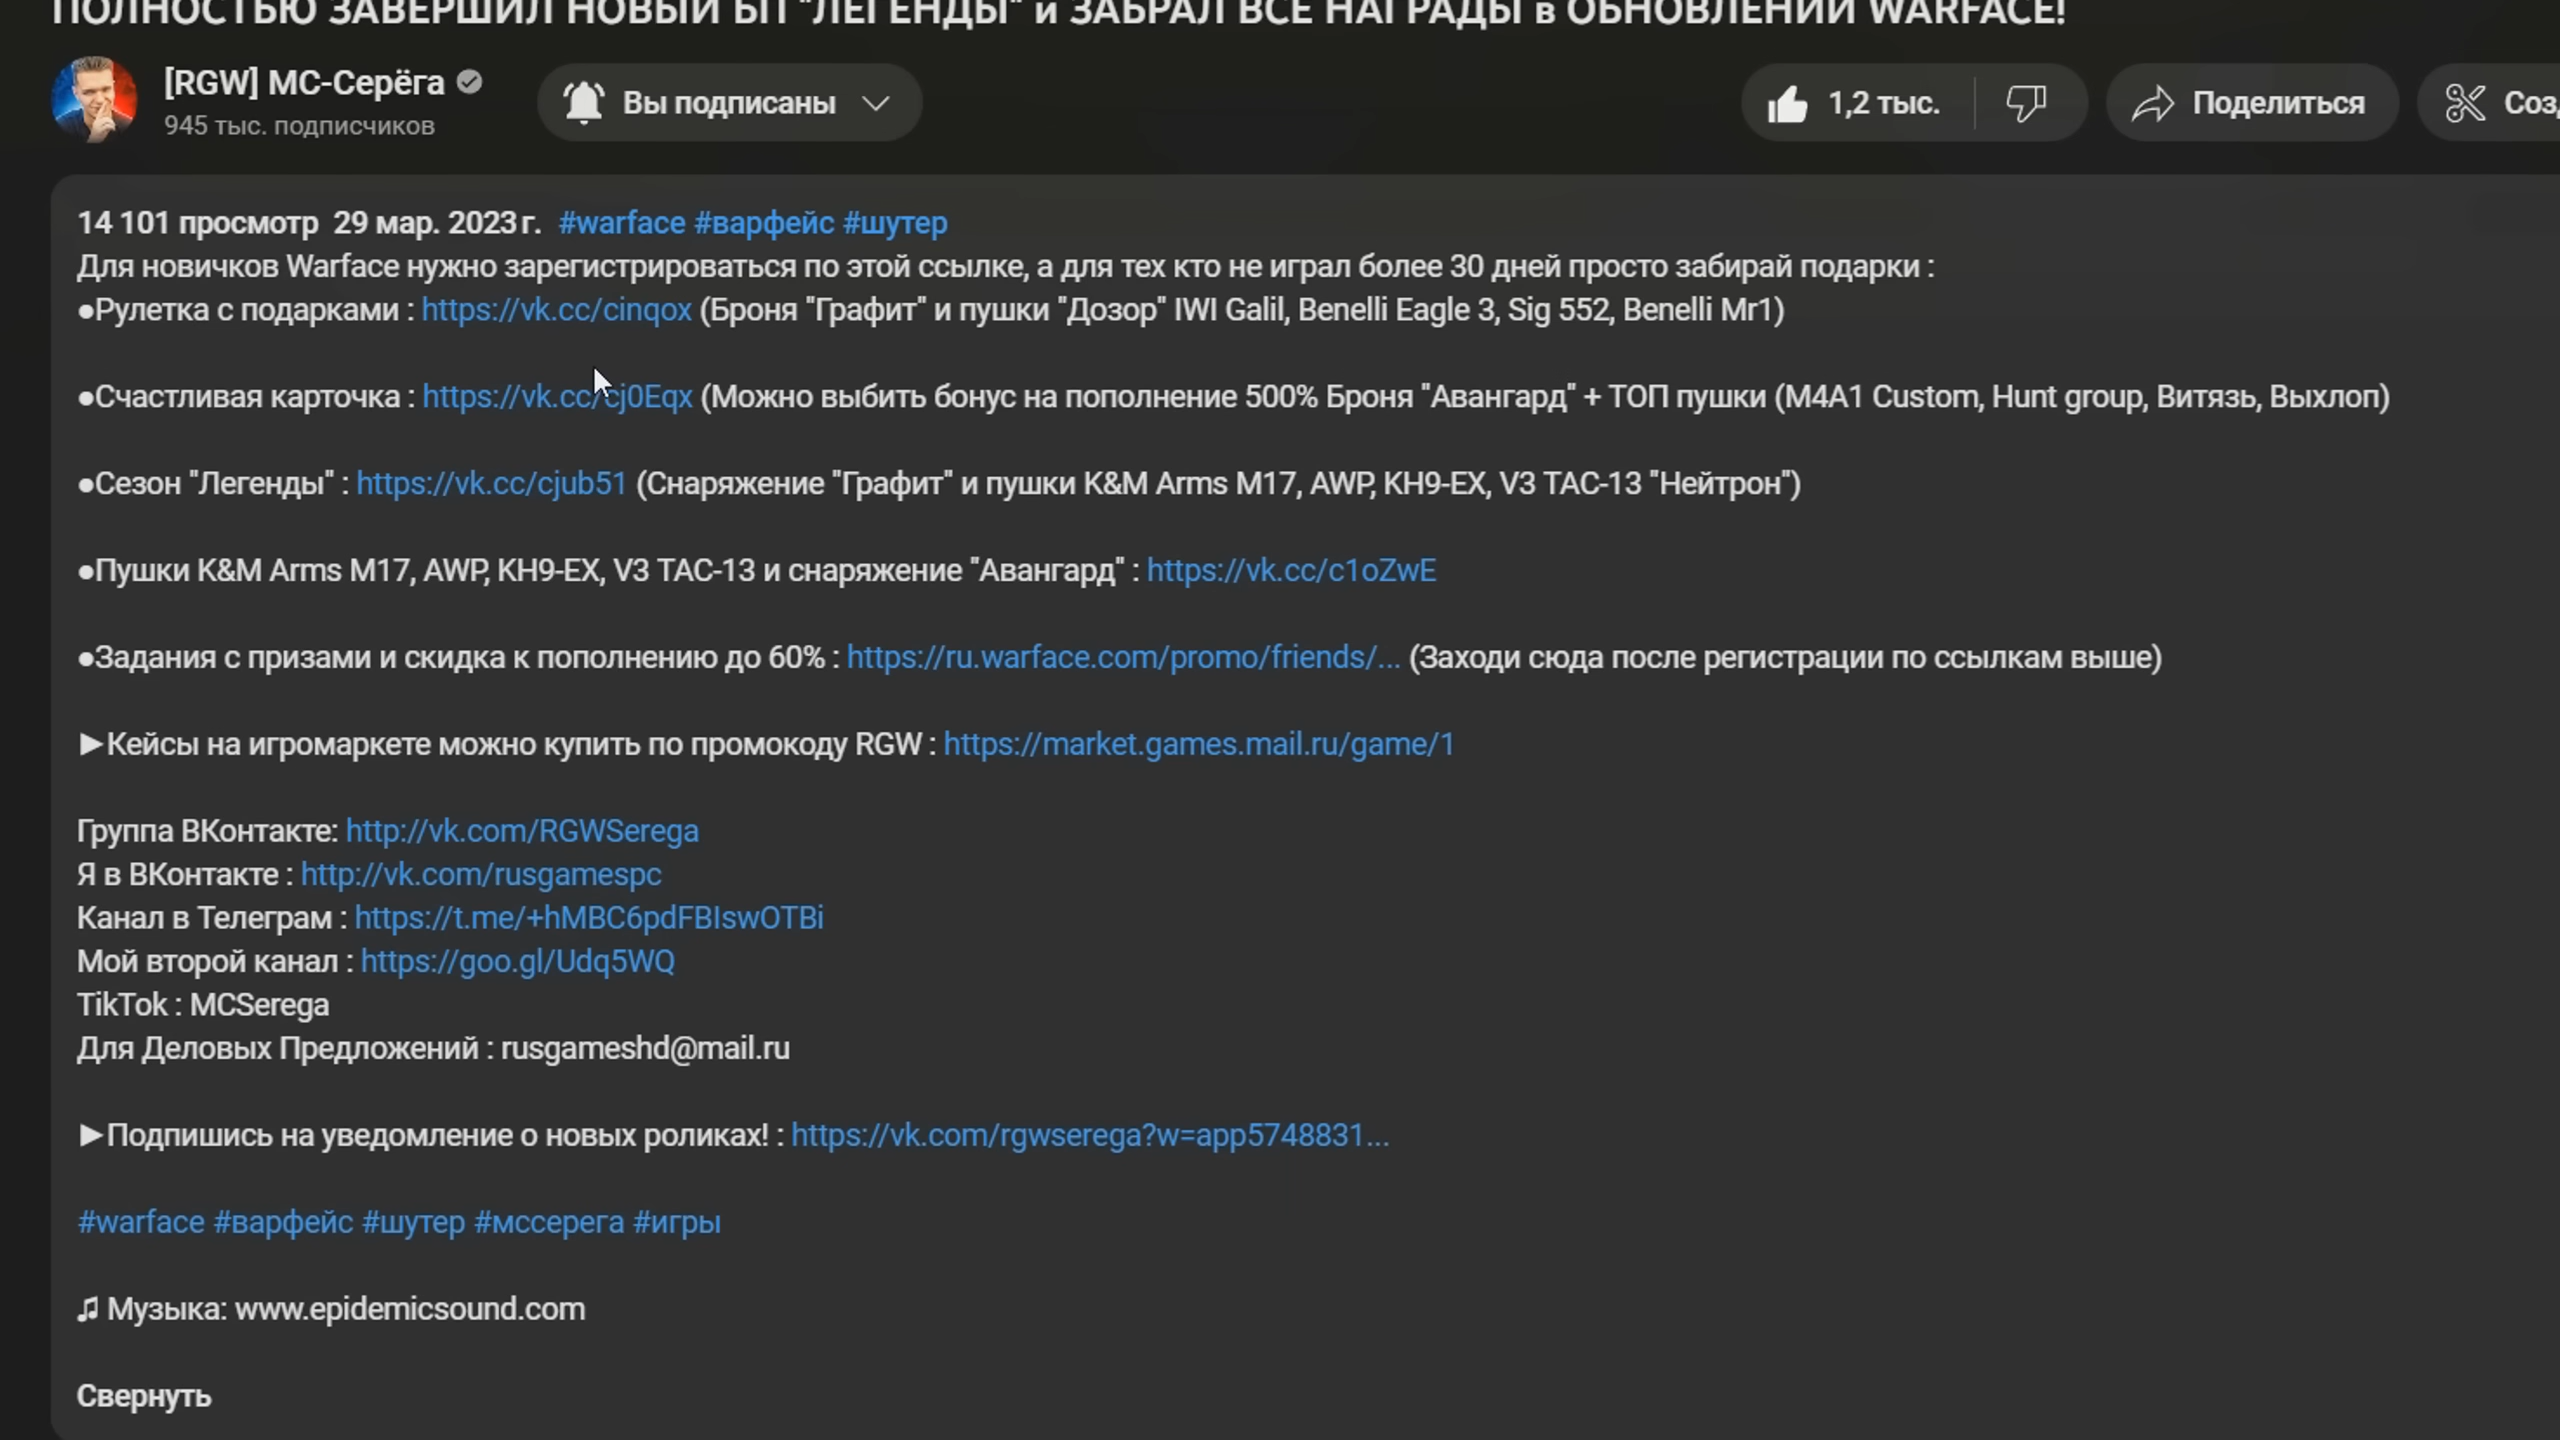 ПОЛНОСТЬЮ ЗАВЕРШИЛ НОВЫЙ БП "ЛЕГЕНДЫ" и ЗАБРАЛ ВСЕ НАГРАДЫ в ОБНОВЛЕНИИ WARFACE!
[RGW] МС-Серёга
945 тыс. подписчиков
Вы подписаны
1,2 тыс.
Поделиться
Соз
14 101 просмотр 29 мар. 2023 г. #warface #варфейс #шутер
Для новичков Warface нужно зарегистрироваться по этой ссылке, а для тех кто не играл более 30 дней просто забирай подарки :
●Рулетка с подарками : https://vk.cc/cinqox (Броня "Графит" и пушки "Дозор" IWI Galil, Benelli Eagle 3, Sig 552, Benelli Mr1)
●Счастливая карточка : https://vk.cc/cj0Eqx (Можно выбить бонус на пополнение 500% Броня "Авангард" + ТОП пушки (M4A1 Custom, Hunt group, Витязь, Выхлоп)
●Сезон "Легенды" : https://vk.cc/cjub51 (Снаряжение "Графит" и пушки K&M Arms M17, AWP, KH9-EX, V3 TAC-13 "Нейтрон")
●Пушки K&M Arms M17, AWP, KH9-EX, V3 TAC-13 и снаряжение "Авангард" : https://vk.cc/c1oZwE
●Задания с призами и скидка к пополнению до 60% : https://ru.warface.com/promo/friends/... (Заходи сюда после регистрации по ссылкам выше)
►Кейсы на игромаркете можно купить по промокоду RGW : https://market.games.mail.ru/game/1
Группа ВКонтакте: http://vk.com/RGWSerega
Я в ВКонтакте : http://vk.com/rusgamespc
Канал в Телеграм : https://t.me/+hMBC6pdFBIswOTBi
Мой второй канал : https://goo.gl/Udq5WQ
TikTok : MCSerega
Для Деловых Предложений : rusgameshd@mail.ru
►Подпишись на уведомление о новых роликах! : https://vk.com/rgwserega?w=app5748831...
#warface #варфейс #шутер #мссерега #игры
♫ Музыка: www.epidemicsound.com
Свернуть